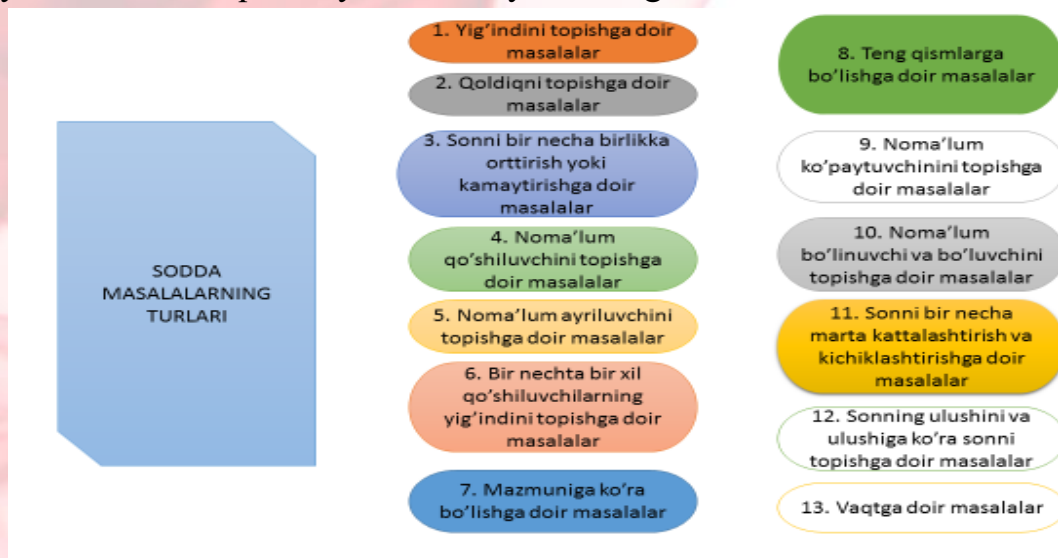 SODDA
MASALALARNING
TURLARI
1. Yig’indini topishga doir
masalalar
2. Qoldiqni topishga doir
masalalar
3. Sonni bir necha birlikka
orttirish yoki
kamaytirishga doir
masalalar
4. Noma’lum
qo’shiluvchini topishga
doir masalalar
5. Noma’lum ayriluvchini
topishga doir masalalar
6. Bir nechta bir xil
qo’shiluvchilarning
yig’indini topishga doir
masalalar
7. Mazmuniga ko’ra
bo’lishga doir masalalar
8. Teng qismlarga
bo’lishga doir masalalar
9. Noma’lum
ko’paytuvchinini topishga
doir masalalar
10. Noma’lum
bo’linuvchi va bo’luvchini
topishga doir masalalar
11. Sonni bir necha
marta kattalashtirish va
kichiklashtirishga doir
masalalar
12. Sonning ulushini va
ulushiga ko’ra sonni
topishga doir masalalar
13. Vaqtga doir masalalar